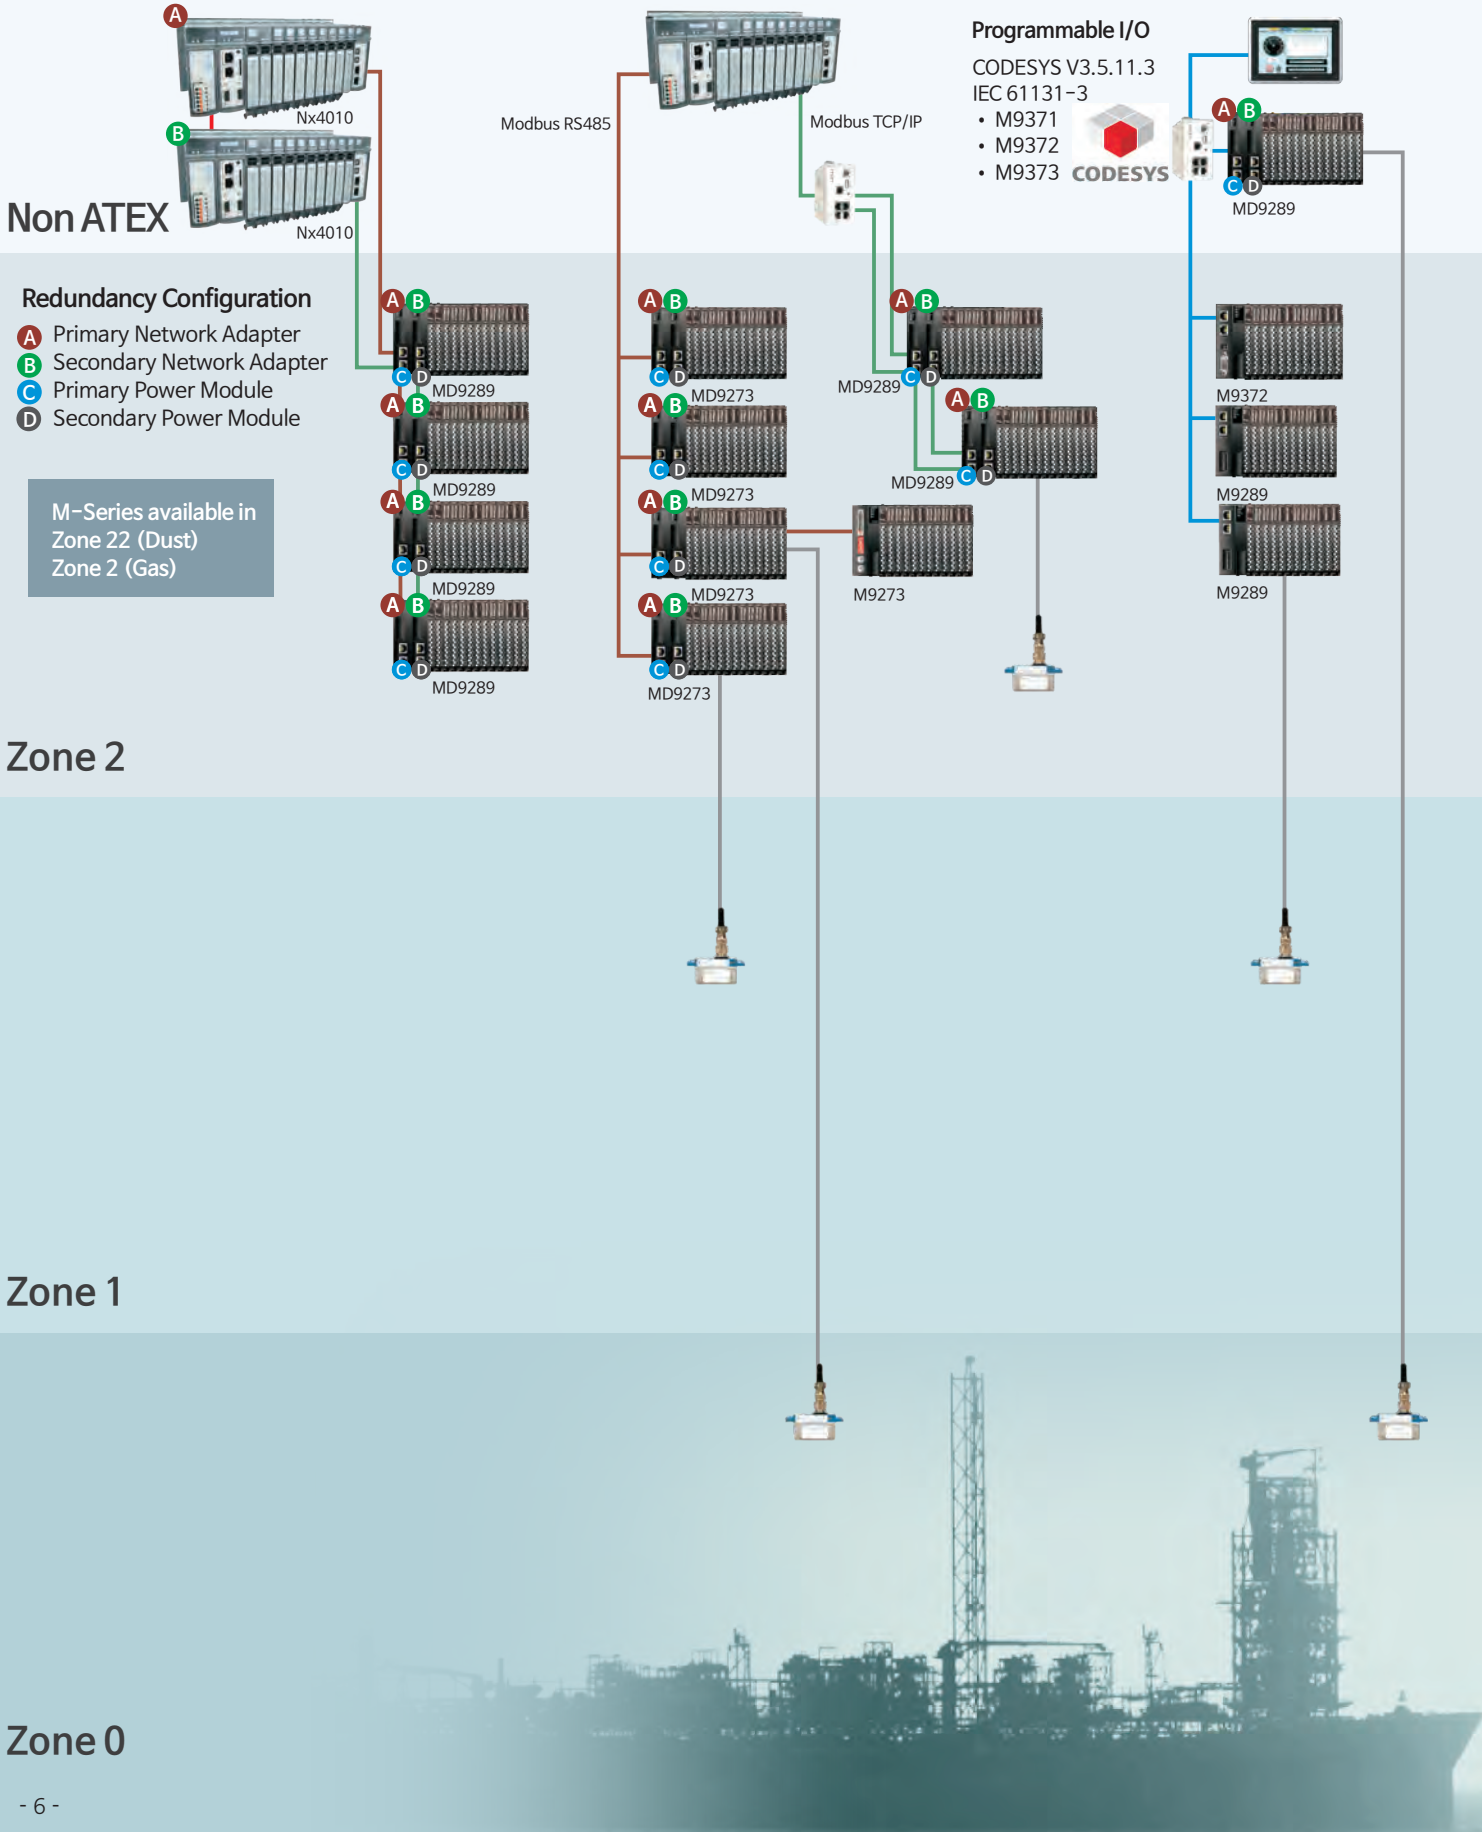 A
Nx4010
B
Nx4010
Modbus RS485
Modbus TCP/IP
Programmable I/O
CODESYS V3.5.11.3
IEC 61131-3
• M9371
• M9372
• M9373
CODESYS
A B
C D
MD9289
Non ATEX
Redundancy Configuration
A Primary Network Adapter
B Secondary Network Adapter
C Primary Power Module
D Secondary Power Module
M-Series available in
Zone 22 (Dust)
Zone 2 (Gas)
A B
C D
MD9289
A B
C D
MD9289
A B
C D
MD9289
A B
C D
MD9289
A B
C D
MD9273
A B
C D
MD9273
A B
C D
MD9273
A B
C D
MD9273
M9273
A B
MD9289 C D
A B
MD9289 C D
M9372
M9289
M9289
Zone 2
Zone 1
Zone 0
- 6 -